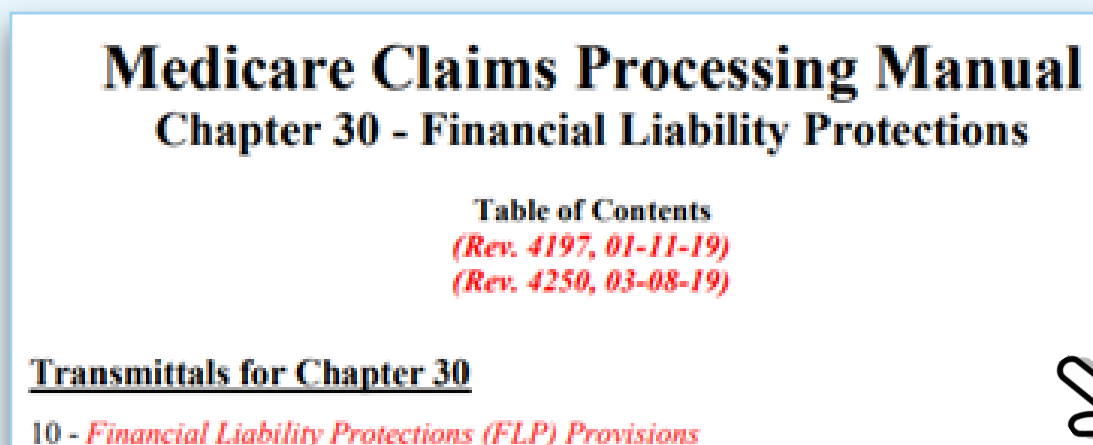 Medicare Claims Processing Manual
Chapter 30 - Financial Liability Protections
Table of Contents
(Rev. 4197, 01-11-19)
(Rev. 4250, 03-08-19)
Transmittals for Chapter 30
10 - Financial Liability Protections (FLP) Provisions